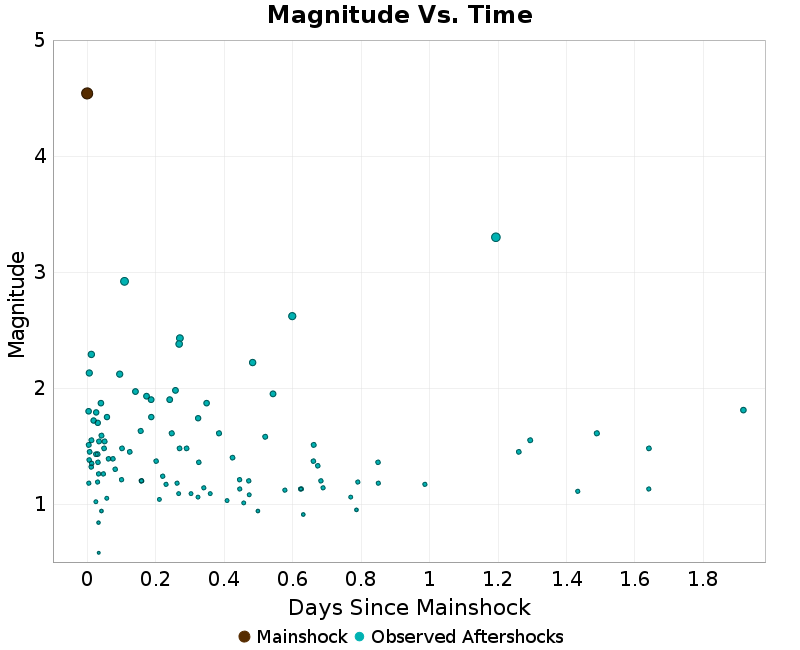 Magnitude Vs. Time
5
4
3
2
1
Magnitude
0 0.2 0.4 0.6 0.8 1 1.2 1.4 1.6 1.8
Days Since Mainshock
Mainshock Observed Aftershocks